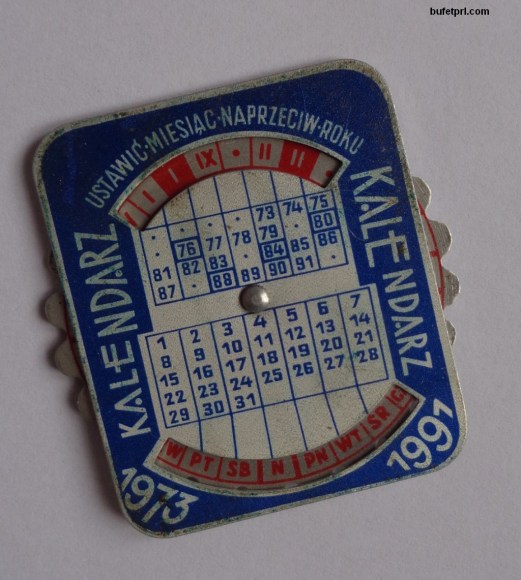 bufetprl.com
USTAWIĆ·MIESIĄC·NAPRZECIW·ROKU
I I IX · II II ·
KALENDARZ
KALENDARZ
· · · · 73 74 75
· 76 77 78 79 · 80
81 82 83 · 84 85 86
87 · 88 89 90 91
1 2 3 4 5 6 7
8 9 10 11 12 13 14
15 16 17 18 19 20 21
22 23 24 25 26 27 28
29 30 31
PT SB N PN WT SR C
1973
1991